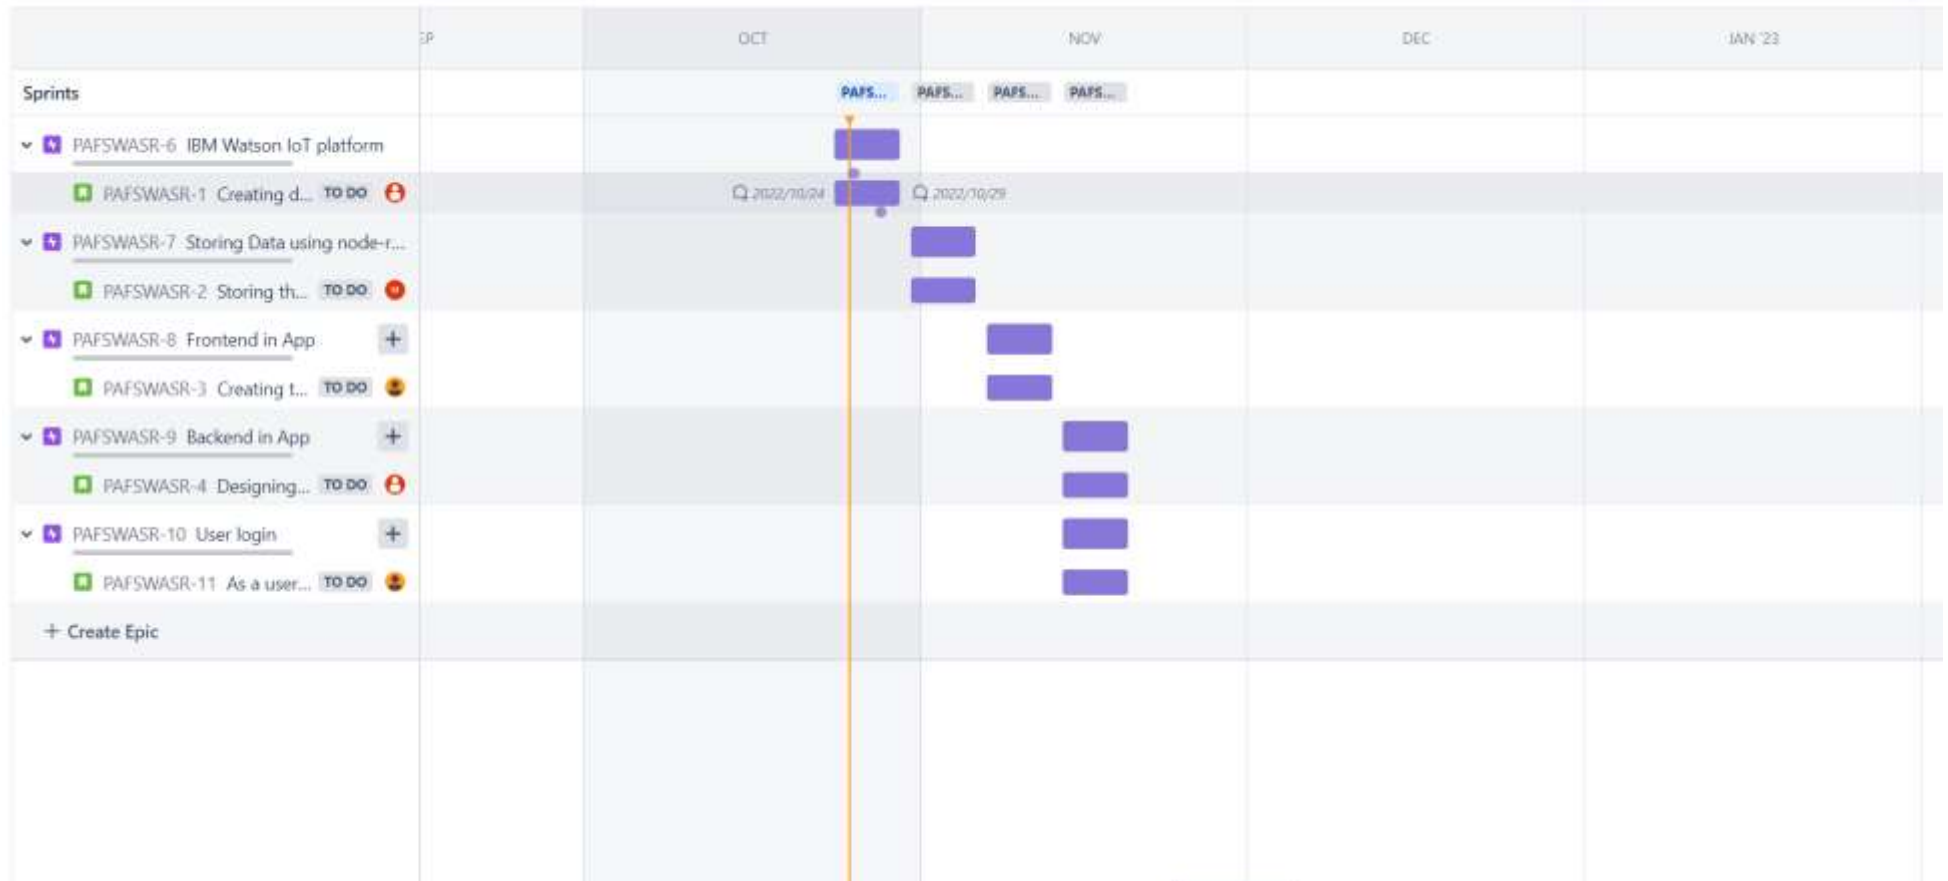 EP OCT NOV DEC JAN '23
Sprints PAFS... PAFS... PAFS... PAFS...
PAFSWASR-6 IBM Watson IoT platform
PAFSWASR-1 Creating d... TO DO 2022/10/24 2022/10/29
PAFSWASR-7 Storing Data using node-r...
PAFSWASR-2 Storing th... TO DO
PAFSWASR-8 Frontend in App +
PAFSWASR-3 Creating t... TO DO
PAFSWASR-9 Backend in App +
PAFSWASR-4 Designing... TO DO
PAFSWASR-10 User login +
PAFSWASR-11 As a user... TO DO
+ Create Epic